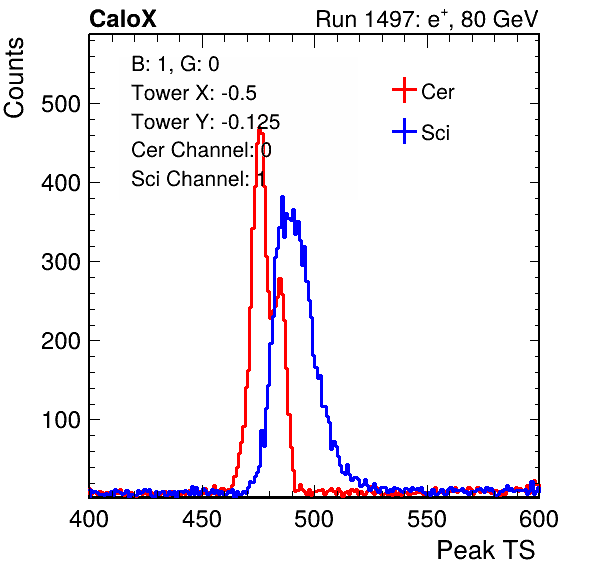 CaloX Run 1497: e⁺, 80 GeV
Counts
B: 1, G: 0
Tower X: -0.5
Tower Y: -0.125
Cer Channel: 0
Sci Channel: 1
Cer
Sci
500
400
300
200
100
400 450 500 550 600
Peak TS